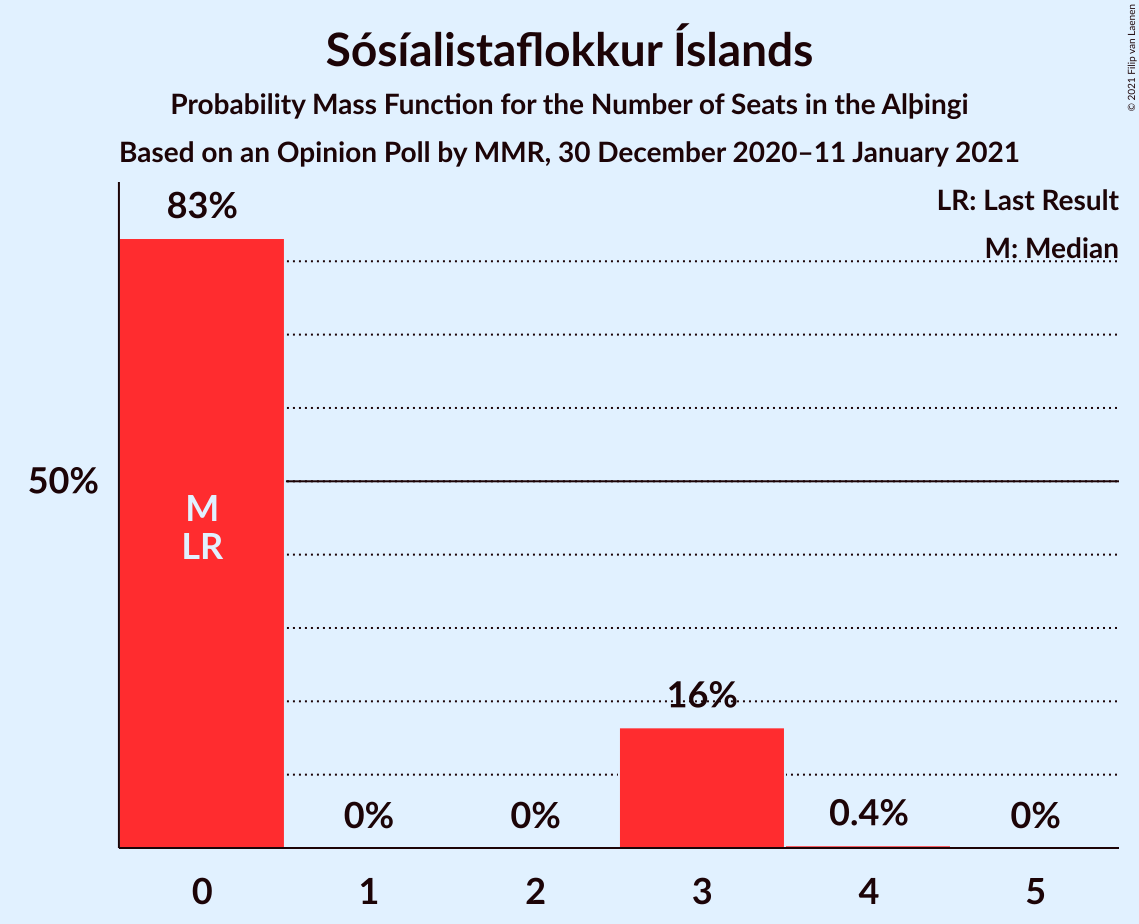 Sósíalistaflokkur Íslands
Probability Mass Function for the Number of Seats in the Alþingi
Based on an Opinion Poll by MMR, 30 December 2020–11 January 2021
© 2021 Filip van Laenen
LR: Last Result
M: Median
83%
50%
M
LR
16%
0%
0%
0.4%
0%
0
1
2
3
4
5